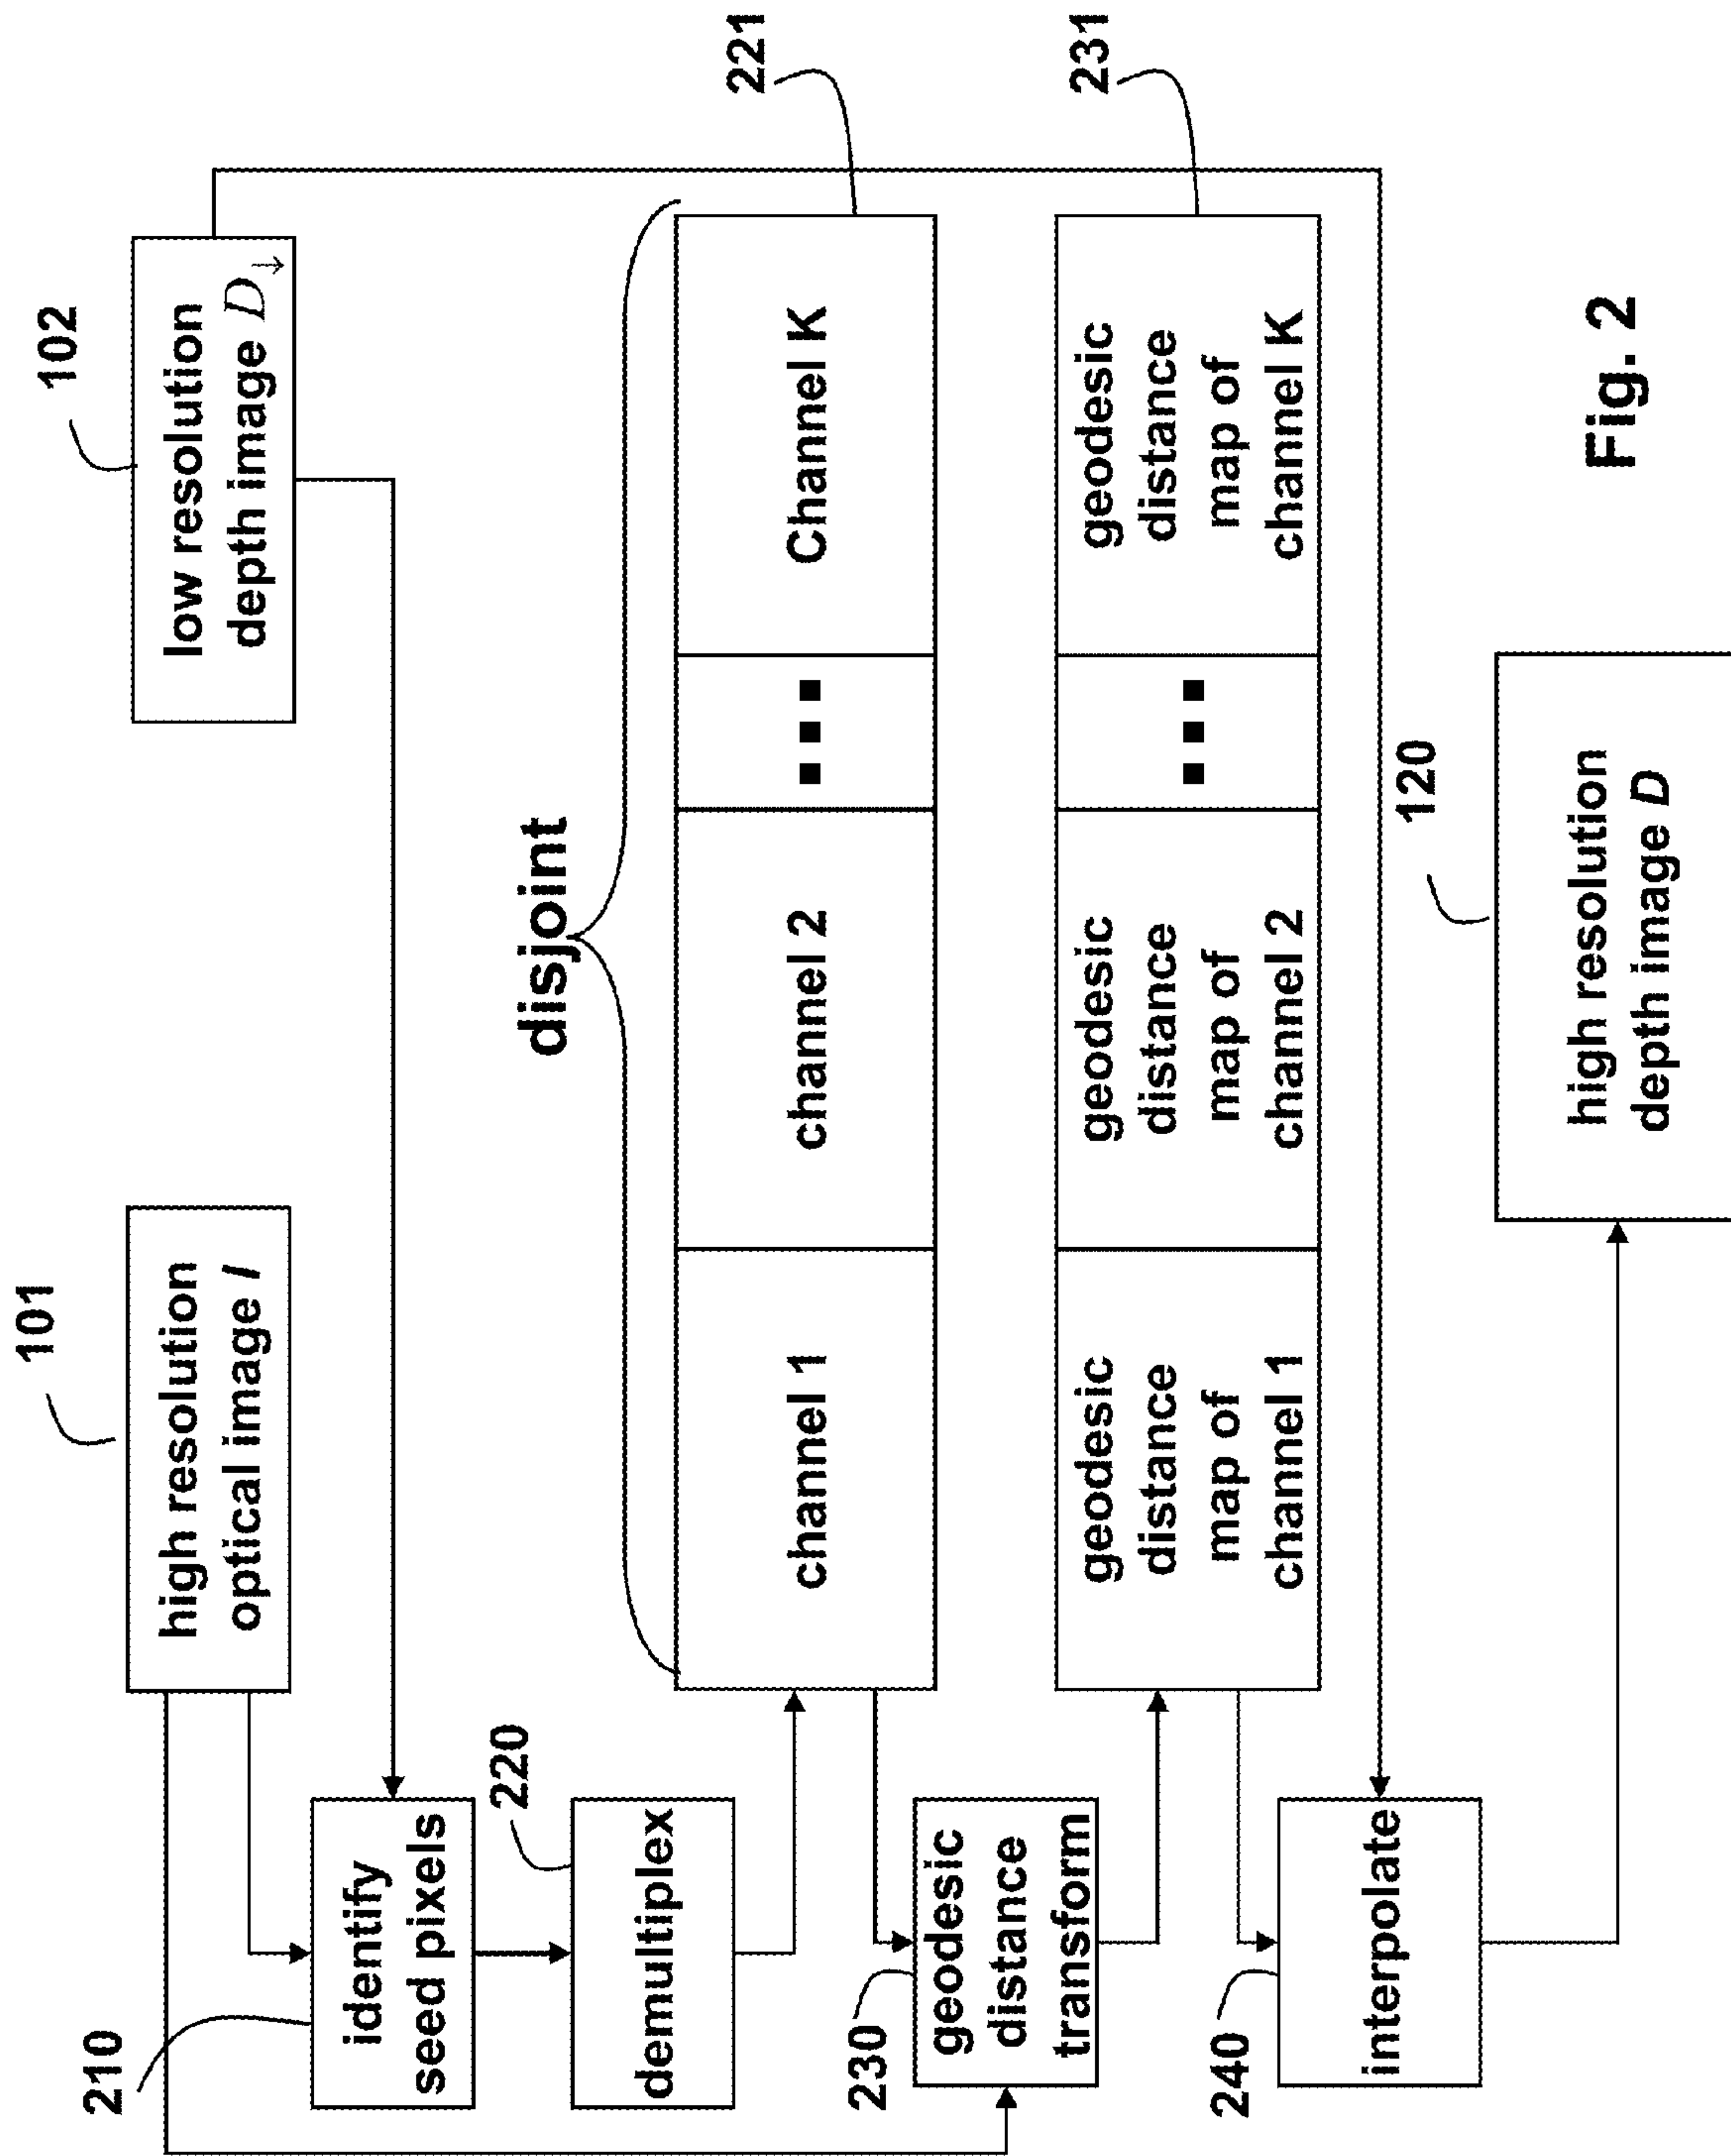 101
high resolution
optical image I
102
low resolution
depth image D↓
210
identify
seed pixels
220
demultiplex
disjoint
channel 1
channel 2
...
Channel K
221
230
geodesic
distance
transform
geodesic
distance
map of
channel 1
geodesic
distance
map of
channel 2
...
geodesic
distance
map of
channel K
231
240
interpolate
120
high resolution
depth image D
Fig. 2